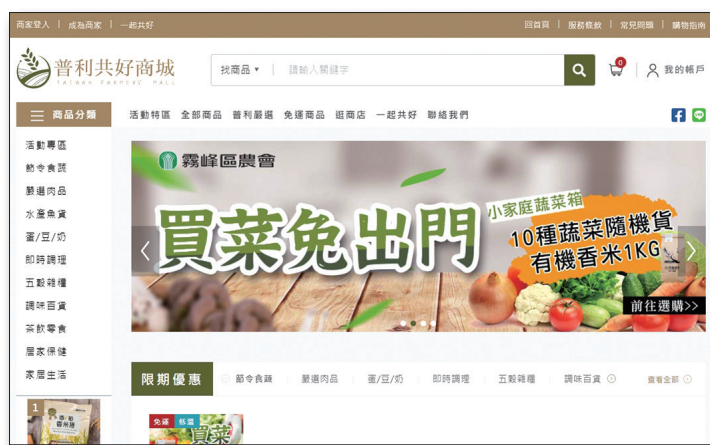 商家登入 | 成為商家 | 一起共好
回首頁 | 服務條款 | 常見問題 | 購物指南
普利共好商城
TAIWAN FARMERS' MALL
找商品 ▾ | 請輸入關鍵字
0
我的帳戶
商品分類
活動特區 全部商品 普利嚴選 免運商品 逛商店 一起共好 聯絡我們
活動專區
節令食蔬
嚴選肉品
水產魚貨
蛋/豆/奶
即時調理
五穀雜糧
調味百貨
茶飲零食
居家保健
家居生活
霧峰區農會
買菜免出門
小家庭蔬菜箱
10種蔬菜隨機貨
有機香米1KG
前往選購>>
限期優惠
節令食蔬 嚴選肉品 蛋/豆/奶 即時調理 五穀雜糧 調味百貨
查看全部
1
香米捲
免運 低溫
買菜